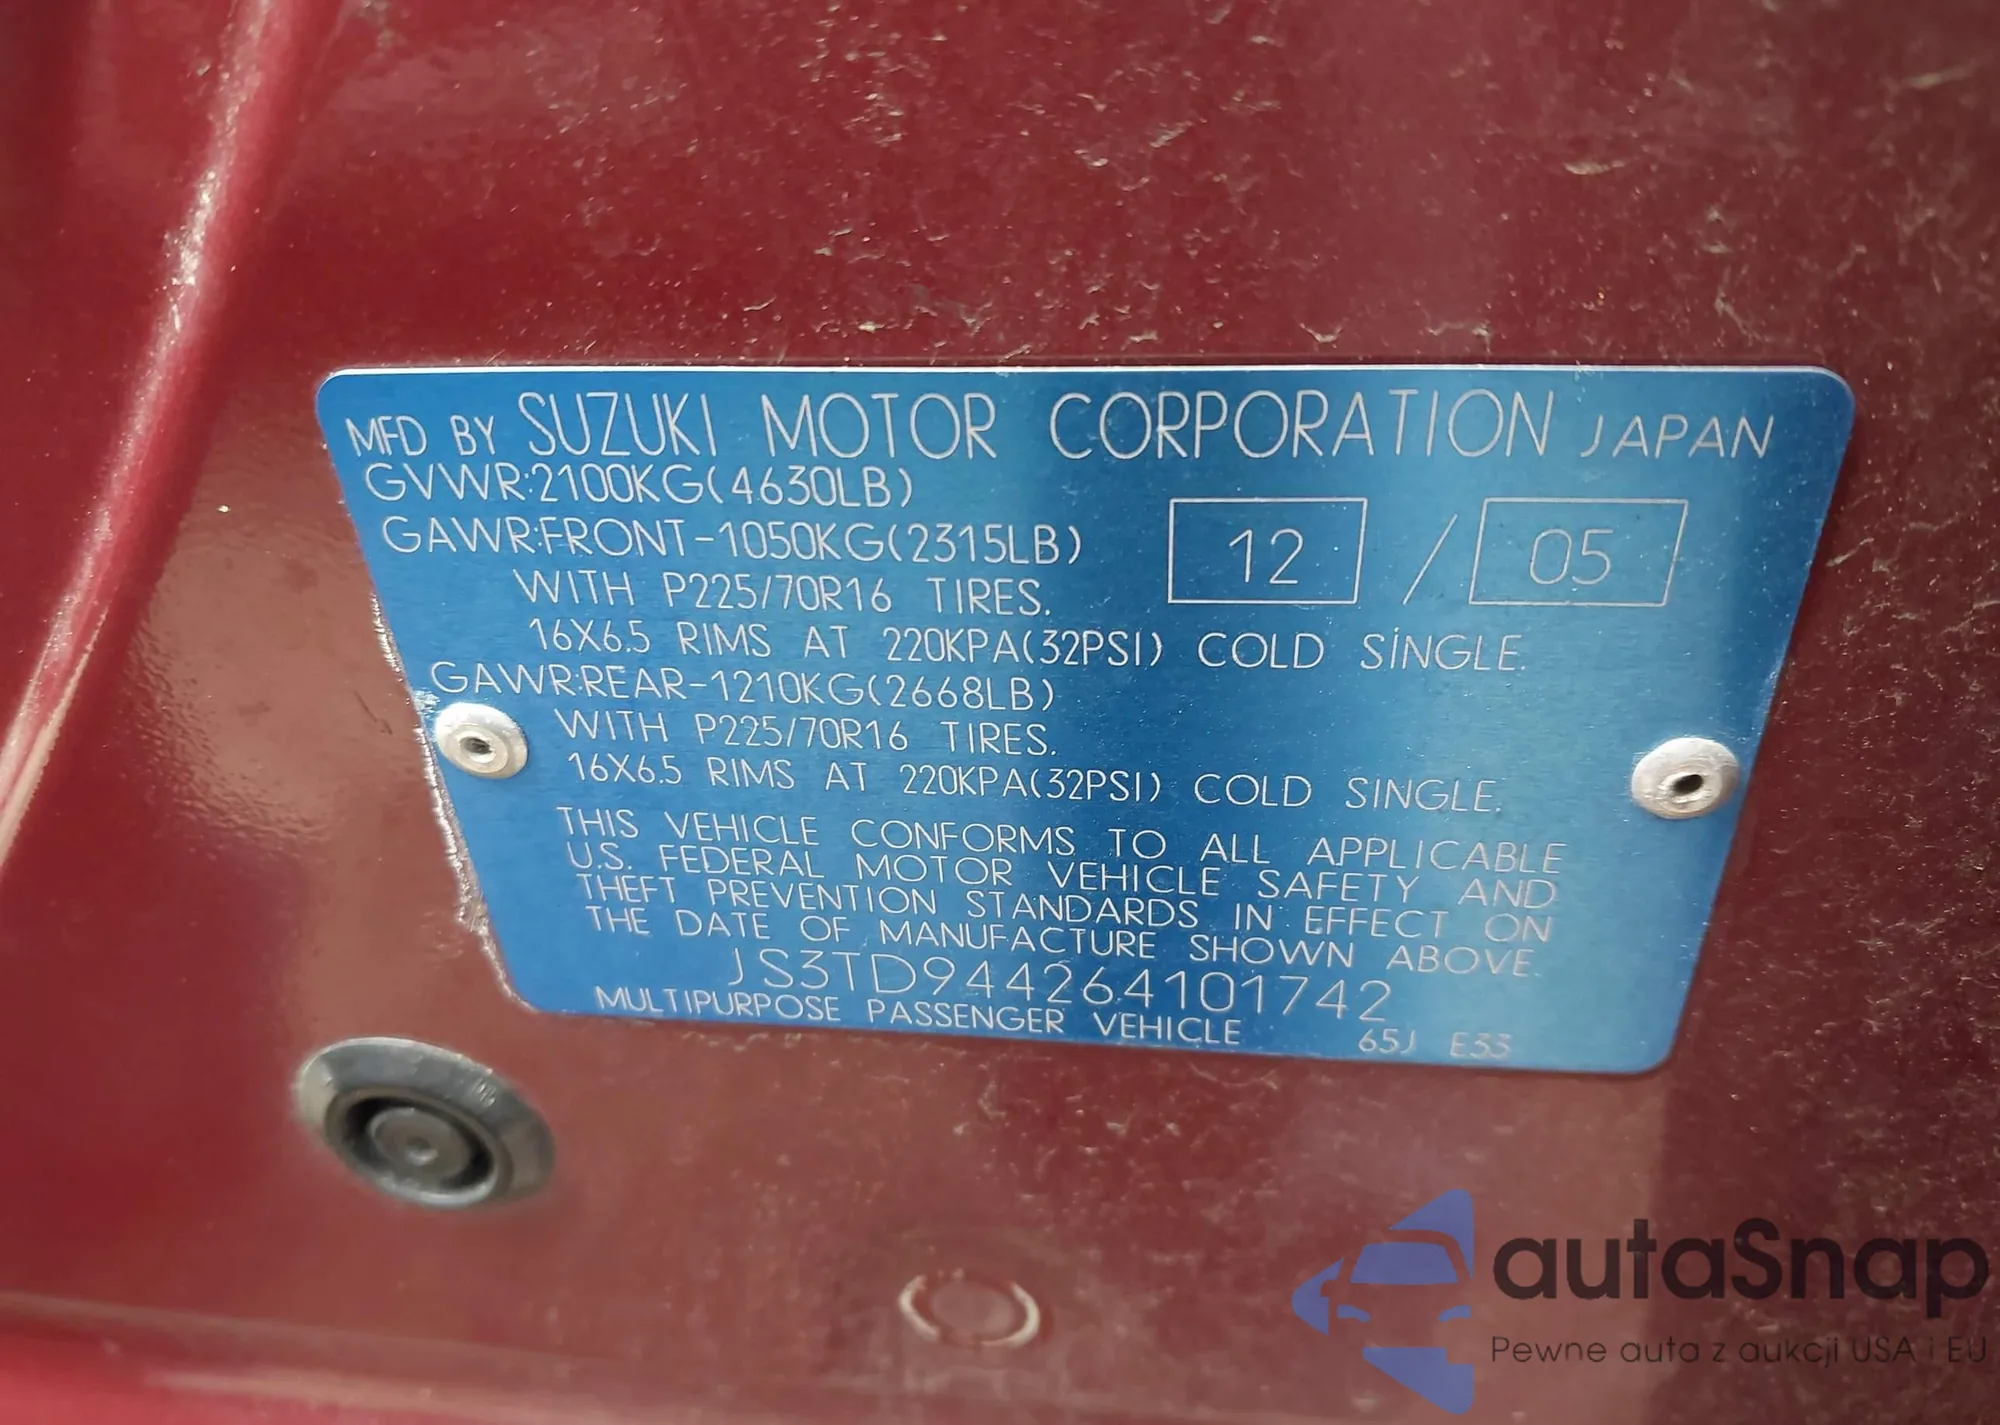 MFD BY SUZUKI MOTOR CORPORATION JAPAN
GVWR:2100KG(4630LB)
GAWR:FRONT-1050KG(2315LB)
12 / 05
WITH P225/70R16 TIRES.
16X6.5 RIMS AT 220KPA(32PSI) COLD SINGLE.
GAWR:REAR-1210KG(2668LB)
WITH P225/70R16 TIRES.
16X6.5 RIMS AT 220KPA(32PSI) COLD SINGLE.
THIS VEHICLE CONFORMS TO ALL APPLICABLE
U.S. FEDERAL MOTOR VEHICLE SAFETY AND
THEFT PREVENTION STANDARDS IN EFFECT ON
THE DATE OF MANUFACTURE SHOWN ABOVE.
JS3TD944264101742
MULTIPURPOSE PASSENGER VEHICLE 65J E33
autaSnap
Pewne auta z aukcji USA i EU